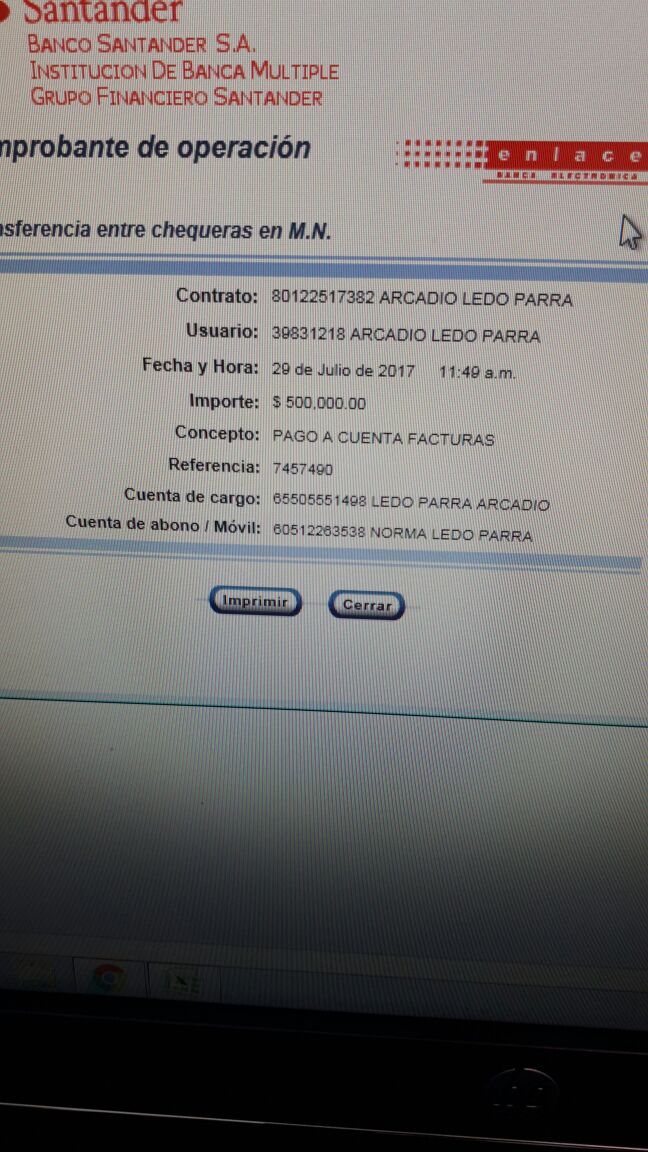 Santander
BANCO SANTANDER S.A.
INSTITUCION DE BANCA MULTIPLE
GRUPO FINANCIERO SANTANDER
mprobante de operación
enlace
BANCA ELECTRONICA
nsferencia entre chequeras en M.N.
Contrato: 80122517382 ARCADIO LEDO PARRA
Usuario: 39831218 ARCADIO LEDO PARRA
Fecha y Hora: 29 de Julio de 2017 11:49 a.m.
Importe: $ 500,000.00
Concepto: PAGO A CUENTA FACTURAS
Referencia: 7457490
Cuenta de cargo: 65505551498 LEDO PARRA ARCADIO
Cuenta de abono / Móvil: 60512263538 NORMA LEDO PARRA
Imprimir Cerrar
hp